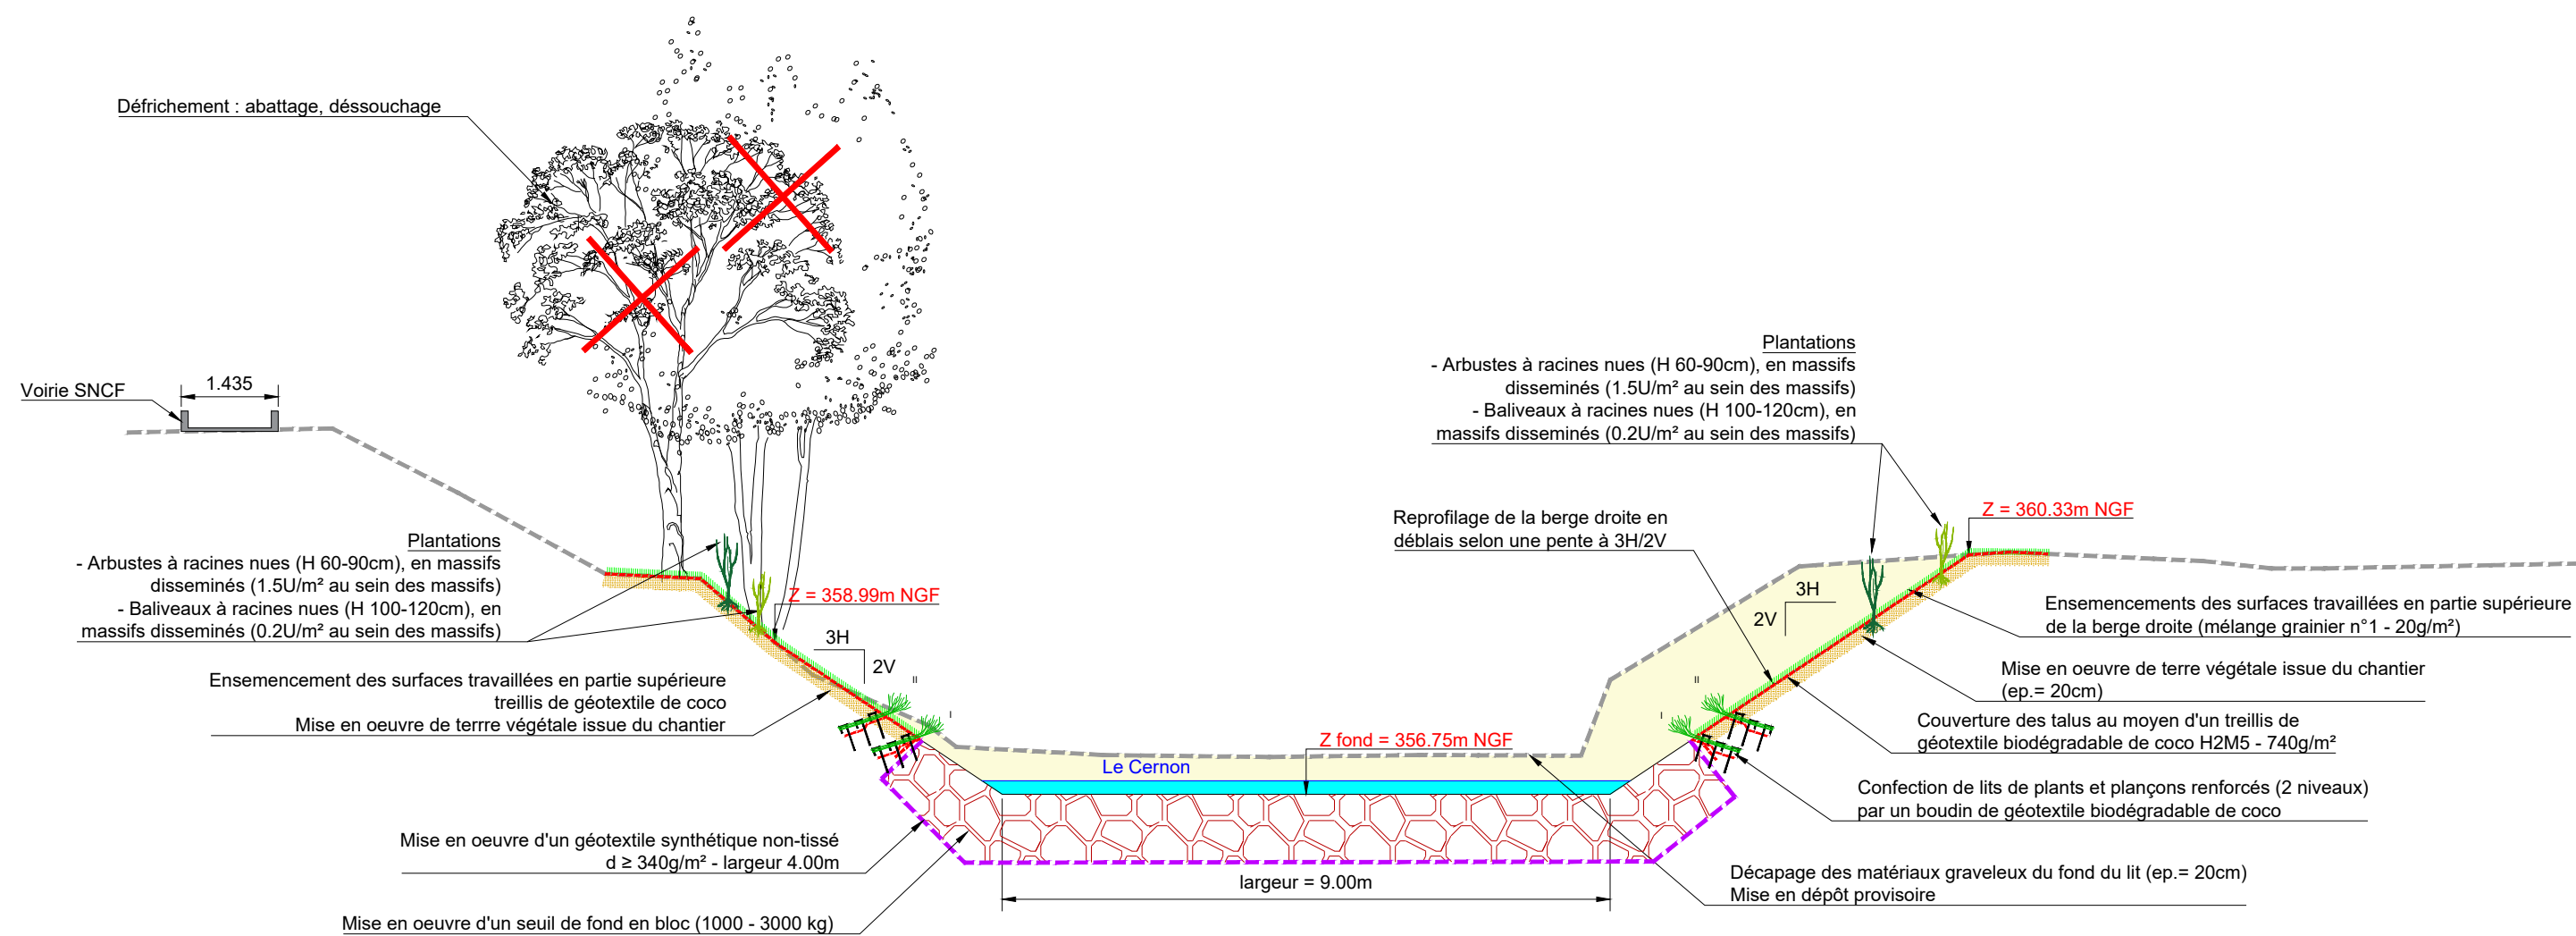 Défrichement : abattage, déssouchage
Voirie SNCF
1.435
Plantations
- Arbustes à racines nues (H 60-90cm), en massifs
disseminés (1.5U/m² au sein des massifs)
- Baliveaux à racines nues (H 100-120cm), en
massifs disseminés (0.2U/m² au sein des massifs)
Z = 358.99m NGF
3H
2V
Ensemencement des surfaces travaillées en partie supérieure
treillis de géotextile de coco
Mise en oeuvre de terrre végétale issue du chantier
II
I
Mise en oeuvre d'un géotextile synthétique non-tissé
d ≥ 340g/m² - largeur 4.00m
Mise en oeuvre d'un seuil de fond en bloc (1000 - 3000 kg)
Le Cernon
Z fond = 356.75m NGF
largeur = 9.00m
Plantations
- Arbustes à racines nues (H 60-90cm), en massifs
disseminés (1.5U/m² au sein des massifs)
- Baliveaux à racines nues (H 100-120cm), en
massifs disseminés (0.2U/m² au sein des massifs)
Reprofilage de la berge droite en
déblais selon une pente à 3H/2V
Z = 360.33m NGF
3H
2V
II
I
Ensemencements des surfaces travaillées en partie supérieure
de la berge droite (mélange grainier n°1 - 20g/m²)
Mise en oeuvre de terre végétale issue du chantier
(ep.= 20cm)
Couverture des talus au moyen d'un treillis de
géotextile biodégradable de coco H2M5 - 740g/m²
Confection de lits de plants et plançons renforcés (2 niveaux)
par un boudin de géotextile biodégradable de coco
Décapage des matériaux graveleux du fond du lit (ep.= 20cm)
Mise en dépôt provisoire